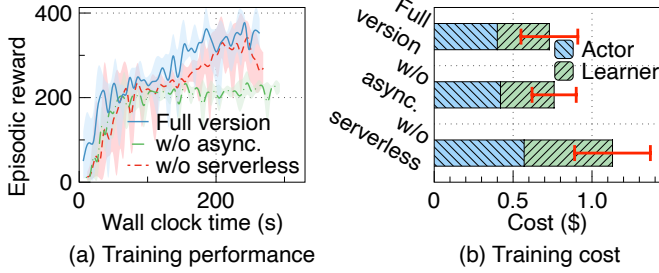 Episodic reward
400
200
0
Full version
w/o async.
w/o serverless
0
200
Wall clock time (s)
(a) Training performance
Full
version
w/o
async.
w/o
serverless
Actor
Learner
0
0.5
1.0
Cost ($)
(b) Training cost